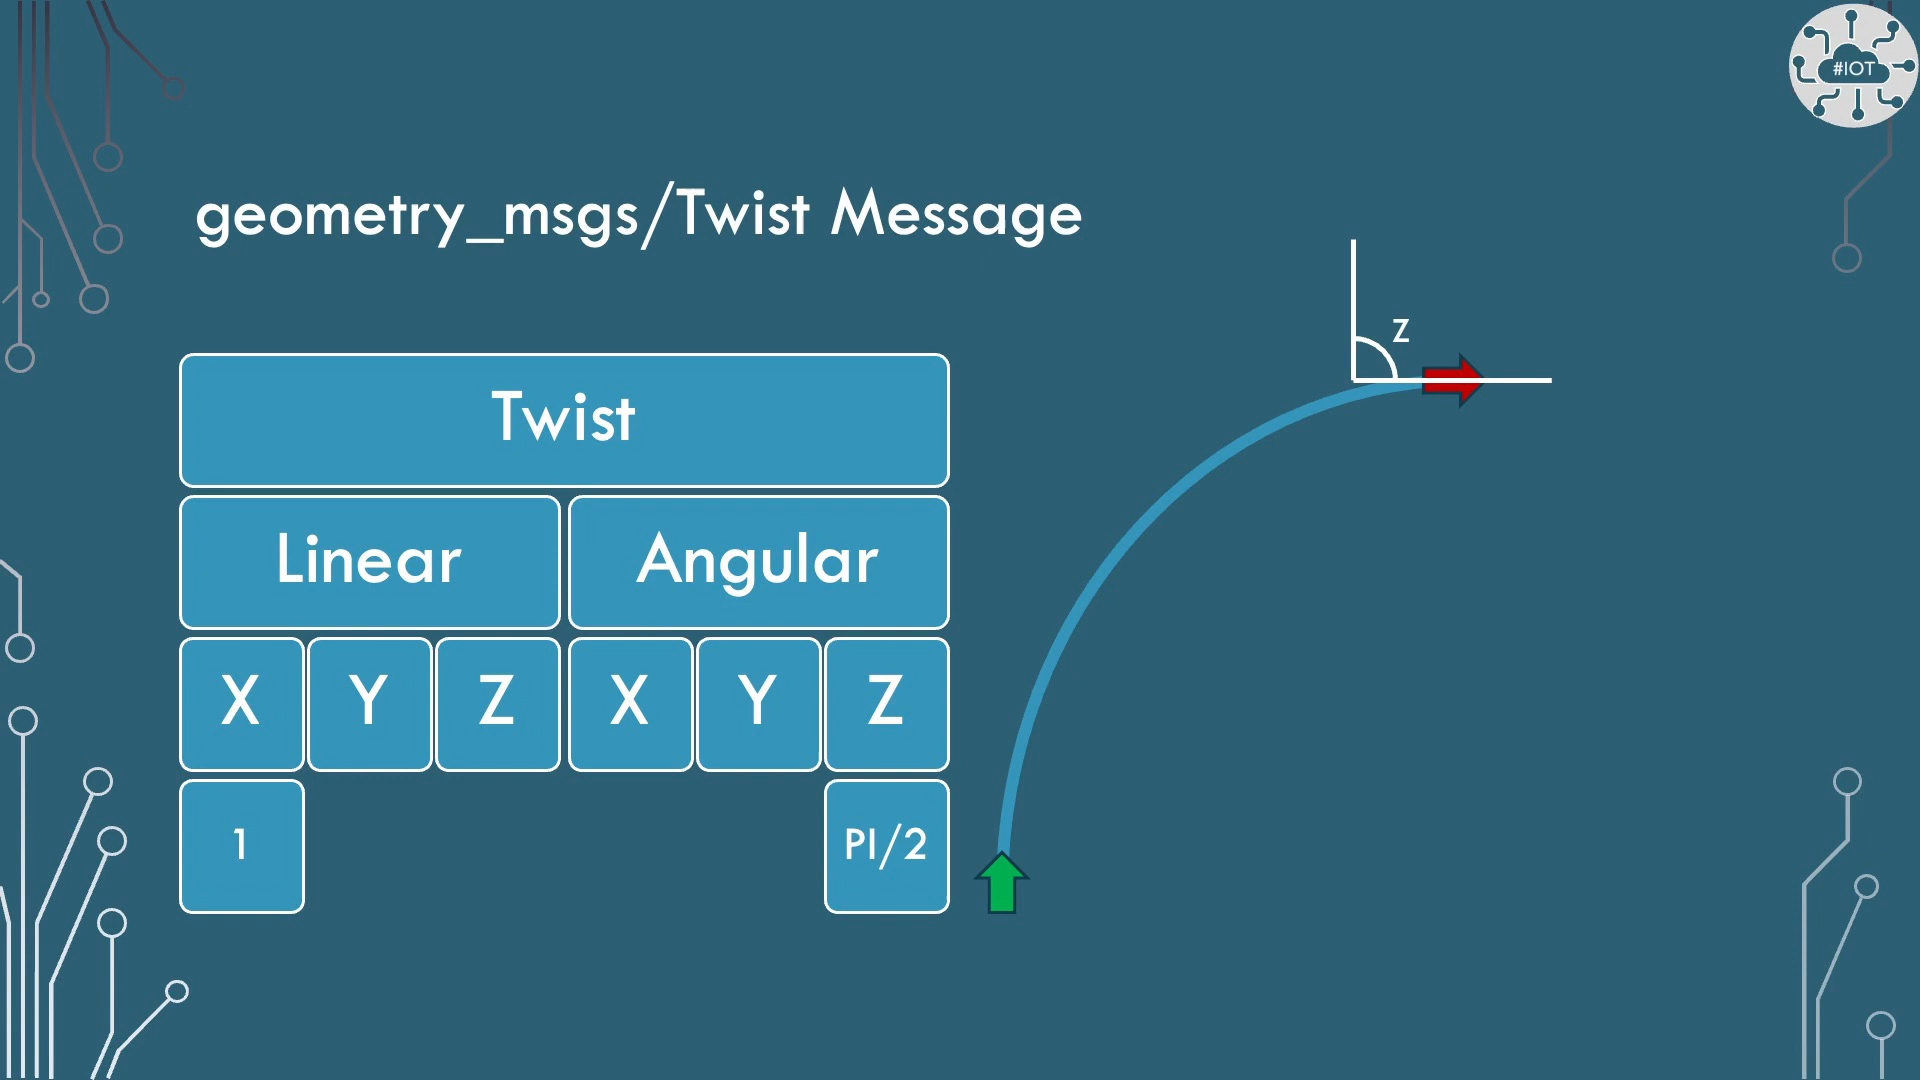 #IOT
geometry_msgs/Twist Message
Z
Twist
Linear Angular
X Y Z X Y Z
1 PI/2